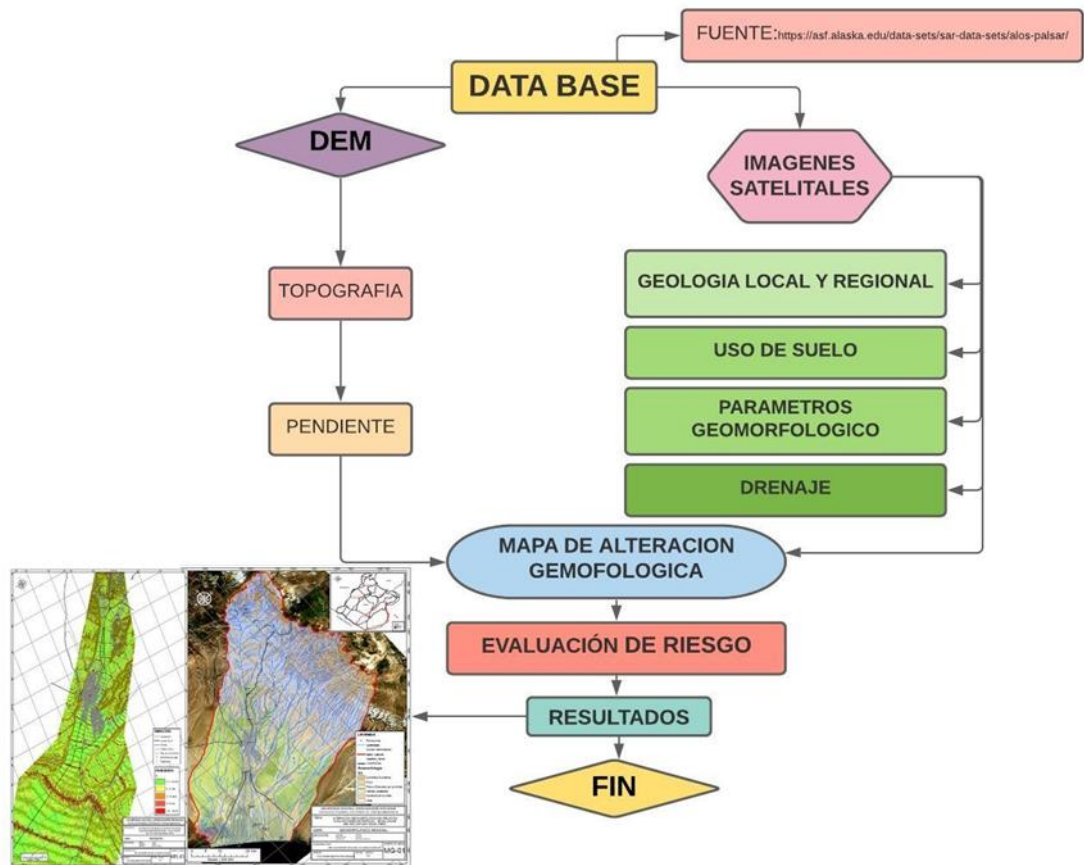 FUENTE:https://asf.alaska.edu/data-sets/sar-data-sets/alos-palsar/
DATA BASE
DEM
IMAGENES
SATELITALES
TOPOGRAFIA
GEOLOGIA LOCAL Y REGIONAL
USO DE SUELO
PENDIENTE
PARAMETROS
GEOMORFOLOGICO
DRENAJE
MAPA DE ALTERACION
GEMOFOLOGICA
EVALUACIÓN DE RIESGO
RESULTADOS
FIN